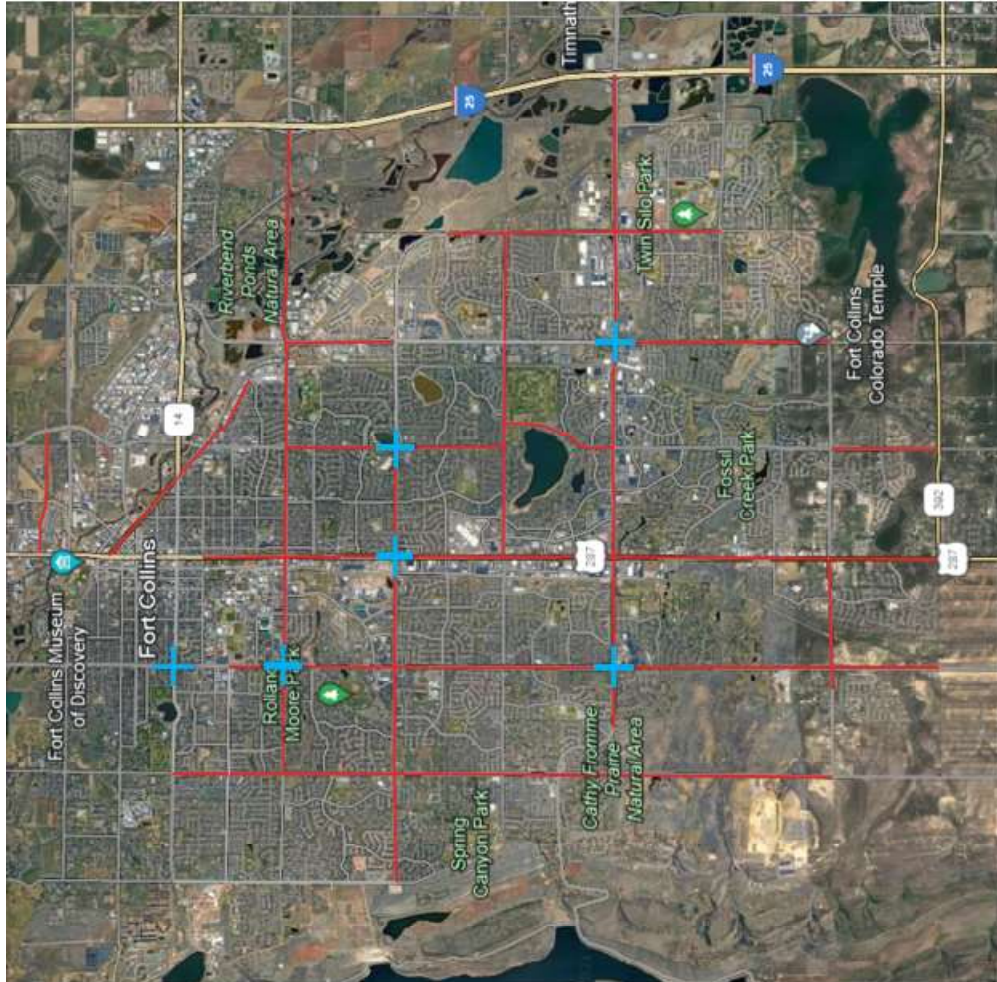 Timnath
25
25
Riverbend
Ponds
Natural Area
Twin Silo Park
14
Fort Collins
Colorado Temple
Fossil
Creek Park
392
287
287
Fort Collins
Fort Collins Museum
of Discovery
Rolland
Moore Park
Cathy Fromme
Prairie
Natural Area
Spring
Canyon Park